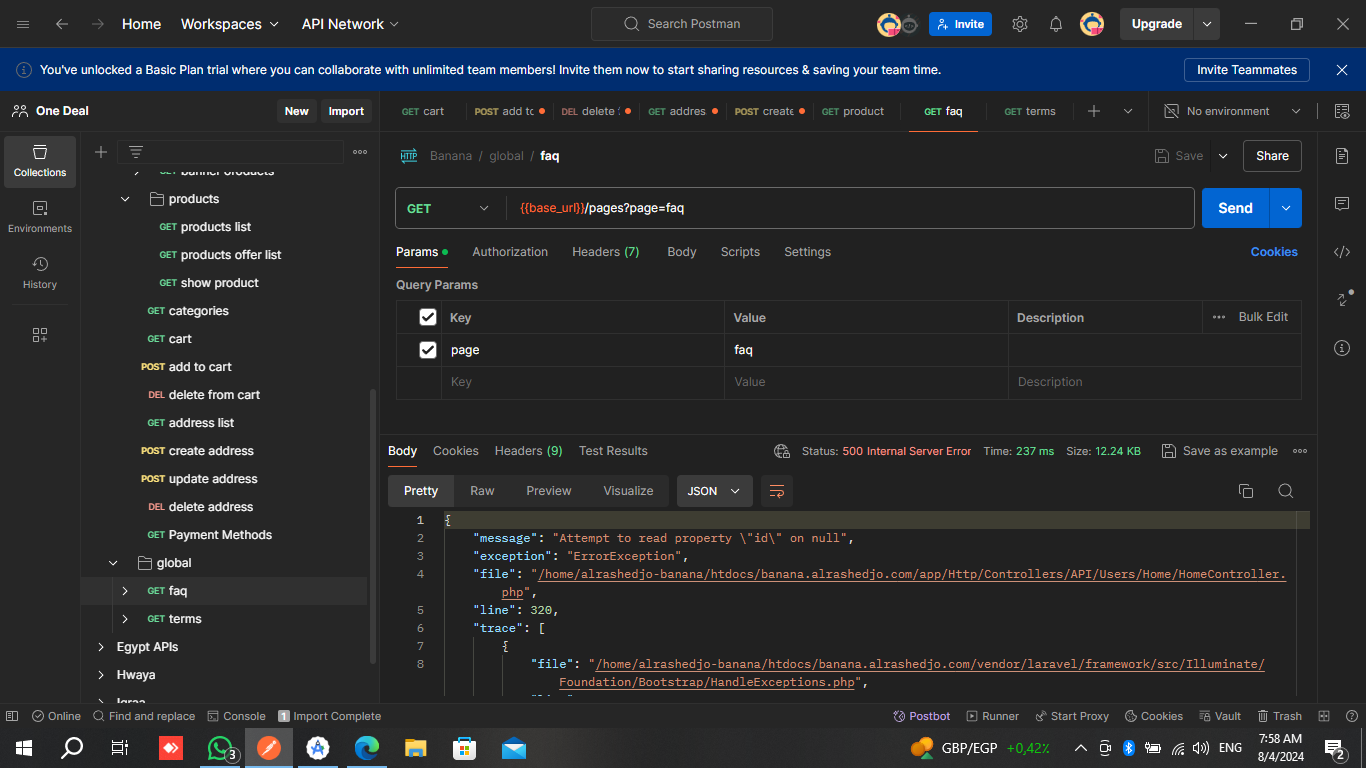 Home Workspaces API Network Search Postman Invite Upgrade
You've unlocked a Basic Plan trial where you can collaborate with unlimited team members! Invite them now to start sharing resources & saving your team time. Invite Teammates
One Deal New Import
GET cart POST add to DEL delete GET addres POST create GET product GET faq GET terms No environment
Collections
Environments
History
banner products
products
GET products list
GET products offer list
GET show product
GET categories
GET cart
POST add to cart
DEL delete from cart
GET address list
POST create address
POST update address
DEL delete address
GET Payment Methods
global
GET faq
GET terms
Egypt APIs
Hwaya
HTTP Banana / global / faq Save Share
GET {{base_url}}/pages?page=faq Send
Params Authorization Headers (7) Body Scripts Settings Cookies
Query Params
Key Value Description Bulk Edit
page faq
Key Value Description
Body Cookies Headers (9) Test Results Status: 500 Internal Server Error Time: 237 ms Size: 12.24 KB Save as example
Pretty Raw Preview Visualize JSON
1 {
2 "message": "Attempt to read property \"id\" on null",
3 "exception": "ErrorException",
4 "file": "/home/alrashedjo-banana/htdocs/banana.alrashedjo.com/app/Http/Controllers/API/Users/Home/HomeController.
php",
5 "line": 320,
6 "trace": [
7 {
8 "file": "/home/alrashedjo-banana/htdocs/banana.alrashedjo.com/vendor/laravel/framework/src/Illuminate/
Foundation/Bootstrap/HandleExceptions.php",
Online Find and replace Console 1 Import Complete Postbot Runner Start Proxy Cookies Vault Trash
3 GBP/EGP +0,42% ENG 7:58 AM
8/4/2024 2